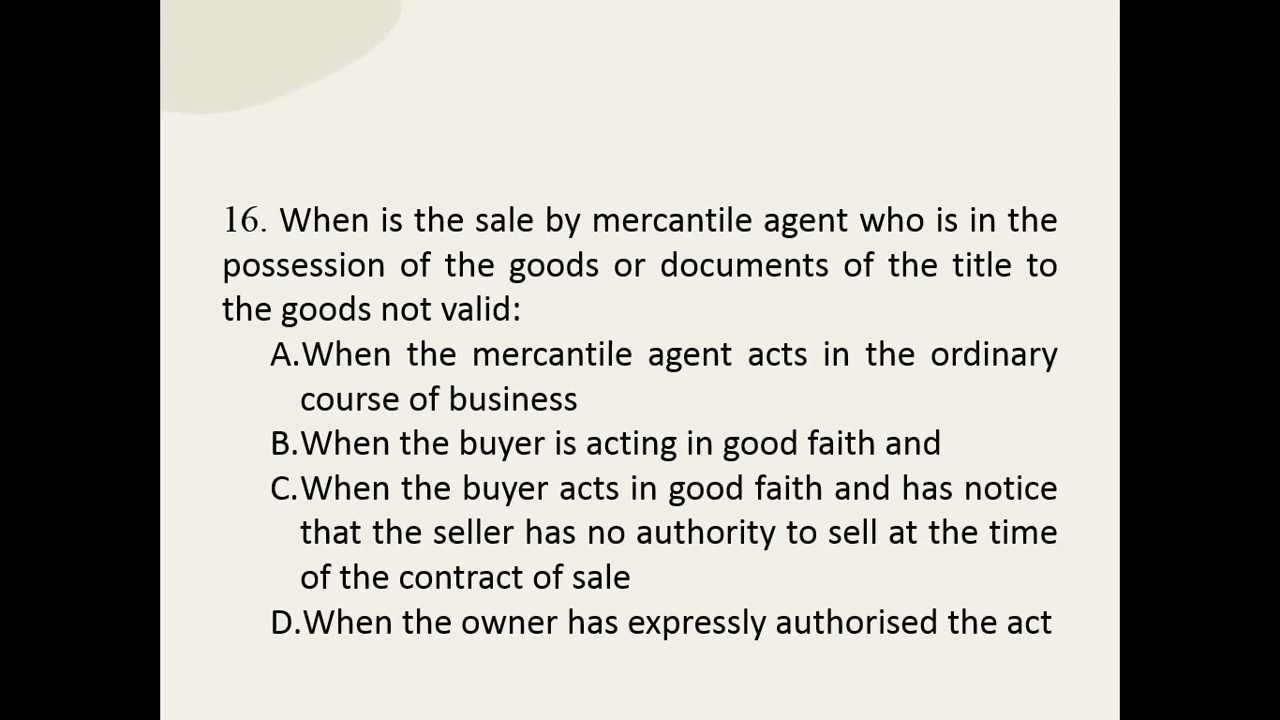 16. When is the sale by mercantile agent who is in the
possession of the goods or documents of the title to
the goods not valid:
A.When the mercantile agent acts in the ordinary
course of business
B.When the buyer is acting in good faith and
C.When the buyer acts in good faith and has notice
that the seller has no authority to sell at the time
of the contract of sale
D.When the owner has expressly authorised the act